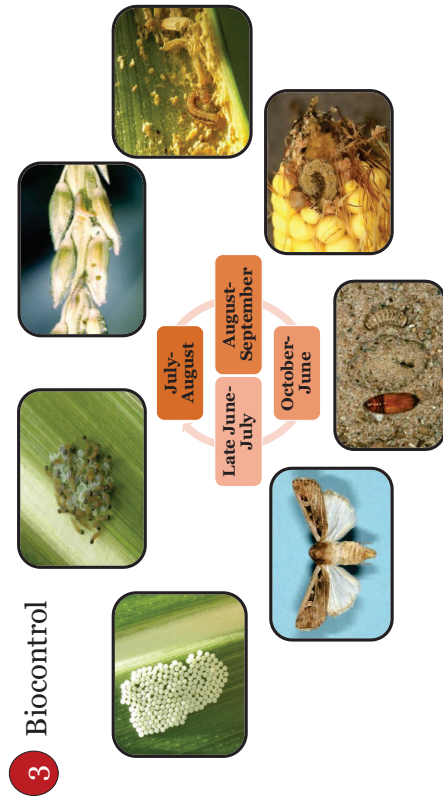 3 Biocontrol
July-
August
August-
September
October-
June
Late June-
July